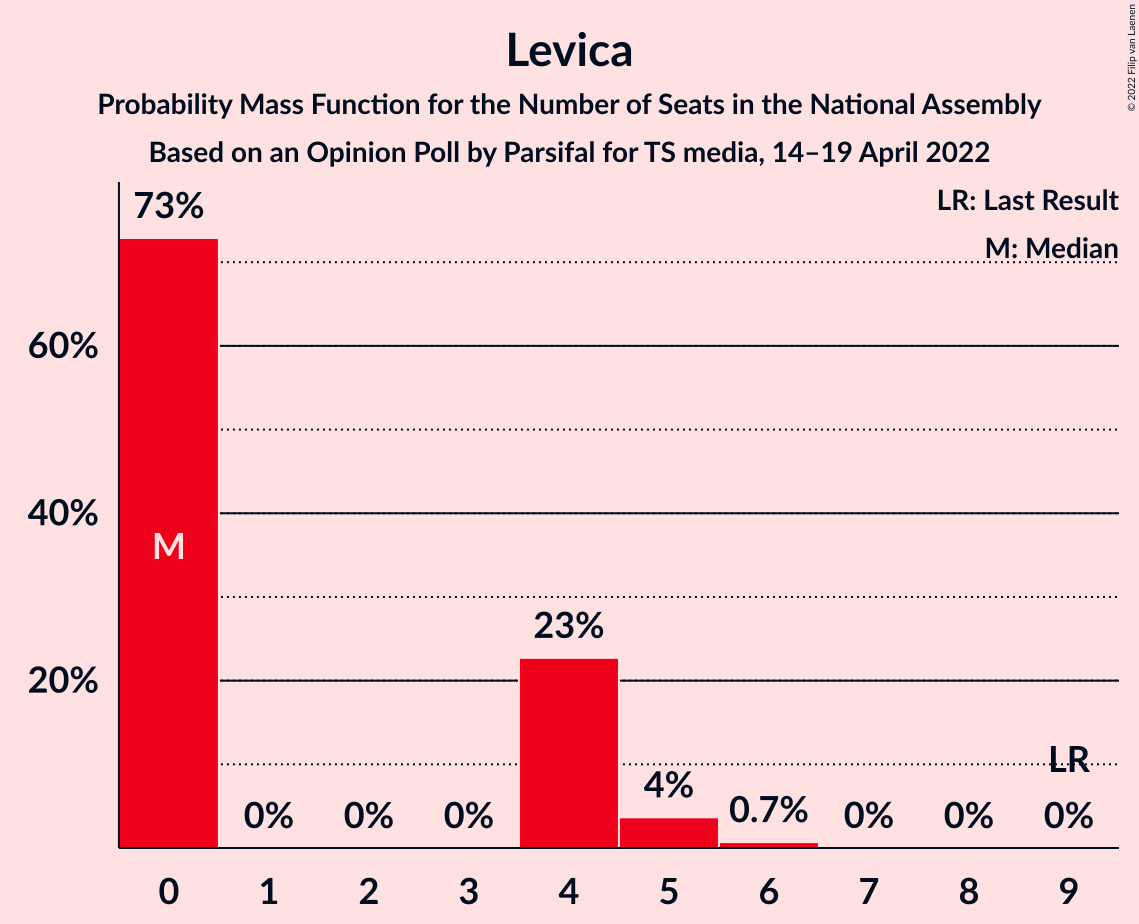 Levica
Probability Mass Function for the Number of Seats in the National Assembly
Based on an Opinion Poll by Parsifal for TS media, 14–19 April 2022
© 2022 Filip van Laenen
LR: Last Result
M: Median
73%
60%
40%
20%
M
0%
0%
0%
23%
4%
0.7%
0%
0%
LR
0%
0 1 2 3 4 5 6 7 8 9